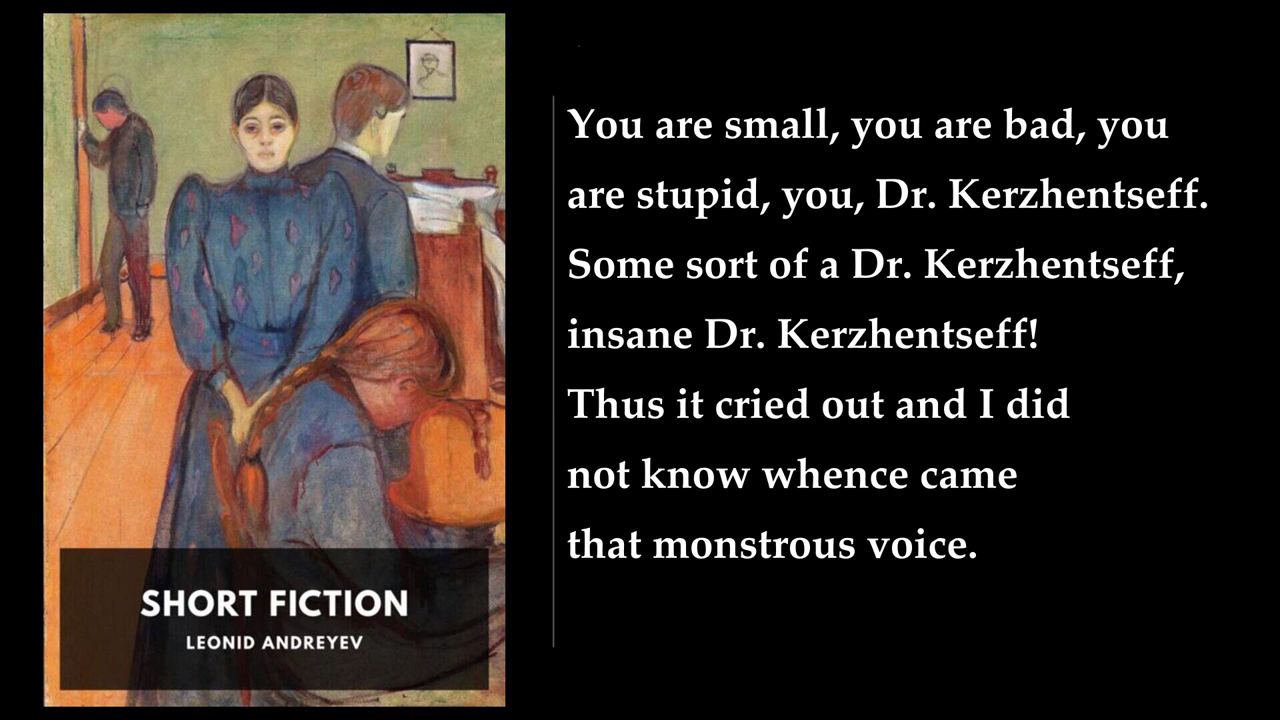 SHORT FICTION
LEONID ANDREYEV
You are small, you are bad, you
are stupid, you, Dr. Kerzhentseff.
Some sort of a Dr. Kerzhentseff,
insane Dr. Kerzhentseff!
Thus it cried out and I did
not know whence came
that monstrous voice.